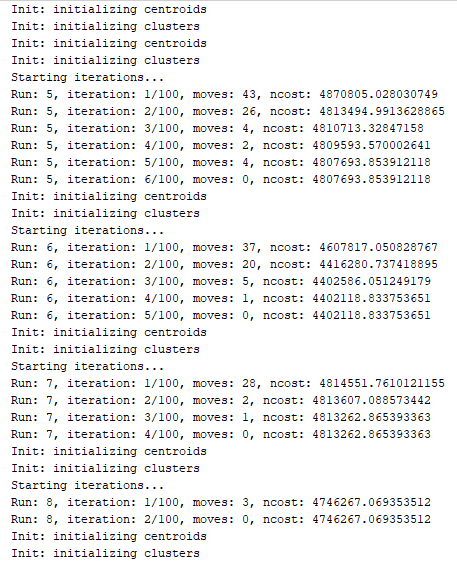 Init: initializing centroids
Init: initializing clusters
Init: initializing centroids
Init: initializing clusters
Starting iterations...
Run: 5, iteration: 1/100, moves: 43, ncost: 4870805.028030749
Run: 5, iteration: 2/100, moves: 26, ncost: 4813494.9913628865
Run: 5, iteration: 3/100, moves: 4, ncost: 4810713.32847158
Run: 5, iteration: 4/100, moves: 2, ncost: 4809593.570002641
Run: 5, iteration: 5/100, moves: 4, ncost: 4807693.853912118
Run: 5, iteration: 6/100, moves: 0, ncost: 4807693.853912118
Init: initializing centroids
Init: initializing clusters
Starting iterations...
Run: 6, iteration: 1/100, moves: 37, ncost: 4607817.050828767
Run: 6, iteration: 2/100, moves: 20, ncost: 4416280.737418895
Run: 6, iteration: 3/100, moves: 5, ncost: 4402586.051249179
Run: 6, iteration: 4/100, moves: 1, ncost: 4402118.833753651
Run: 6, iteration: 5/100, moves: 0, ncost: 4402118.833753651
Init: initializing centroids
Init: initializing clusters
Starting iterations...
Run: 7, iteration: 1/100, moves: 28, ncost: 4814551.7610121155
Run: 7, iteration: 2/100, moves: 2, ncost: 4813607.088573442
Run: 7, iteration: 3/100, moves: 1, ncost: 4813262.865393363
Run: 7, iteration: 4/100, moves: 0, ncost: 4813262.865393363
Init: initializing centroids
Init: initializing clusters
Starting iterations...
Run: 8, iteration: 1/100, moves: 3, ncost: 4746267.069353512
Run: 8, iteration: 2/100, moves: 0, ncost: 4746267.069353512
Init: initializing centroids
Init: initializing clusters